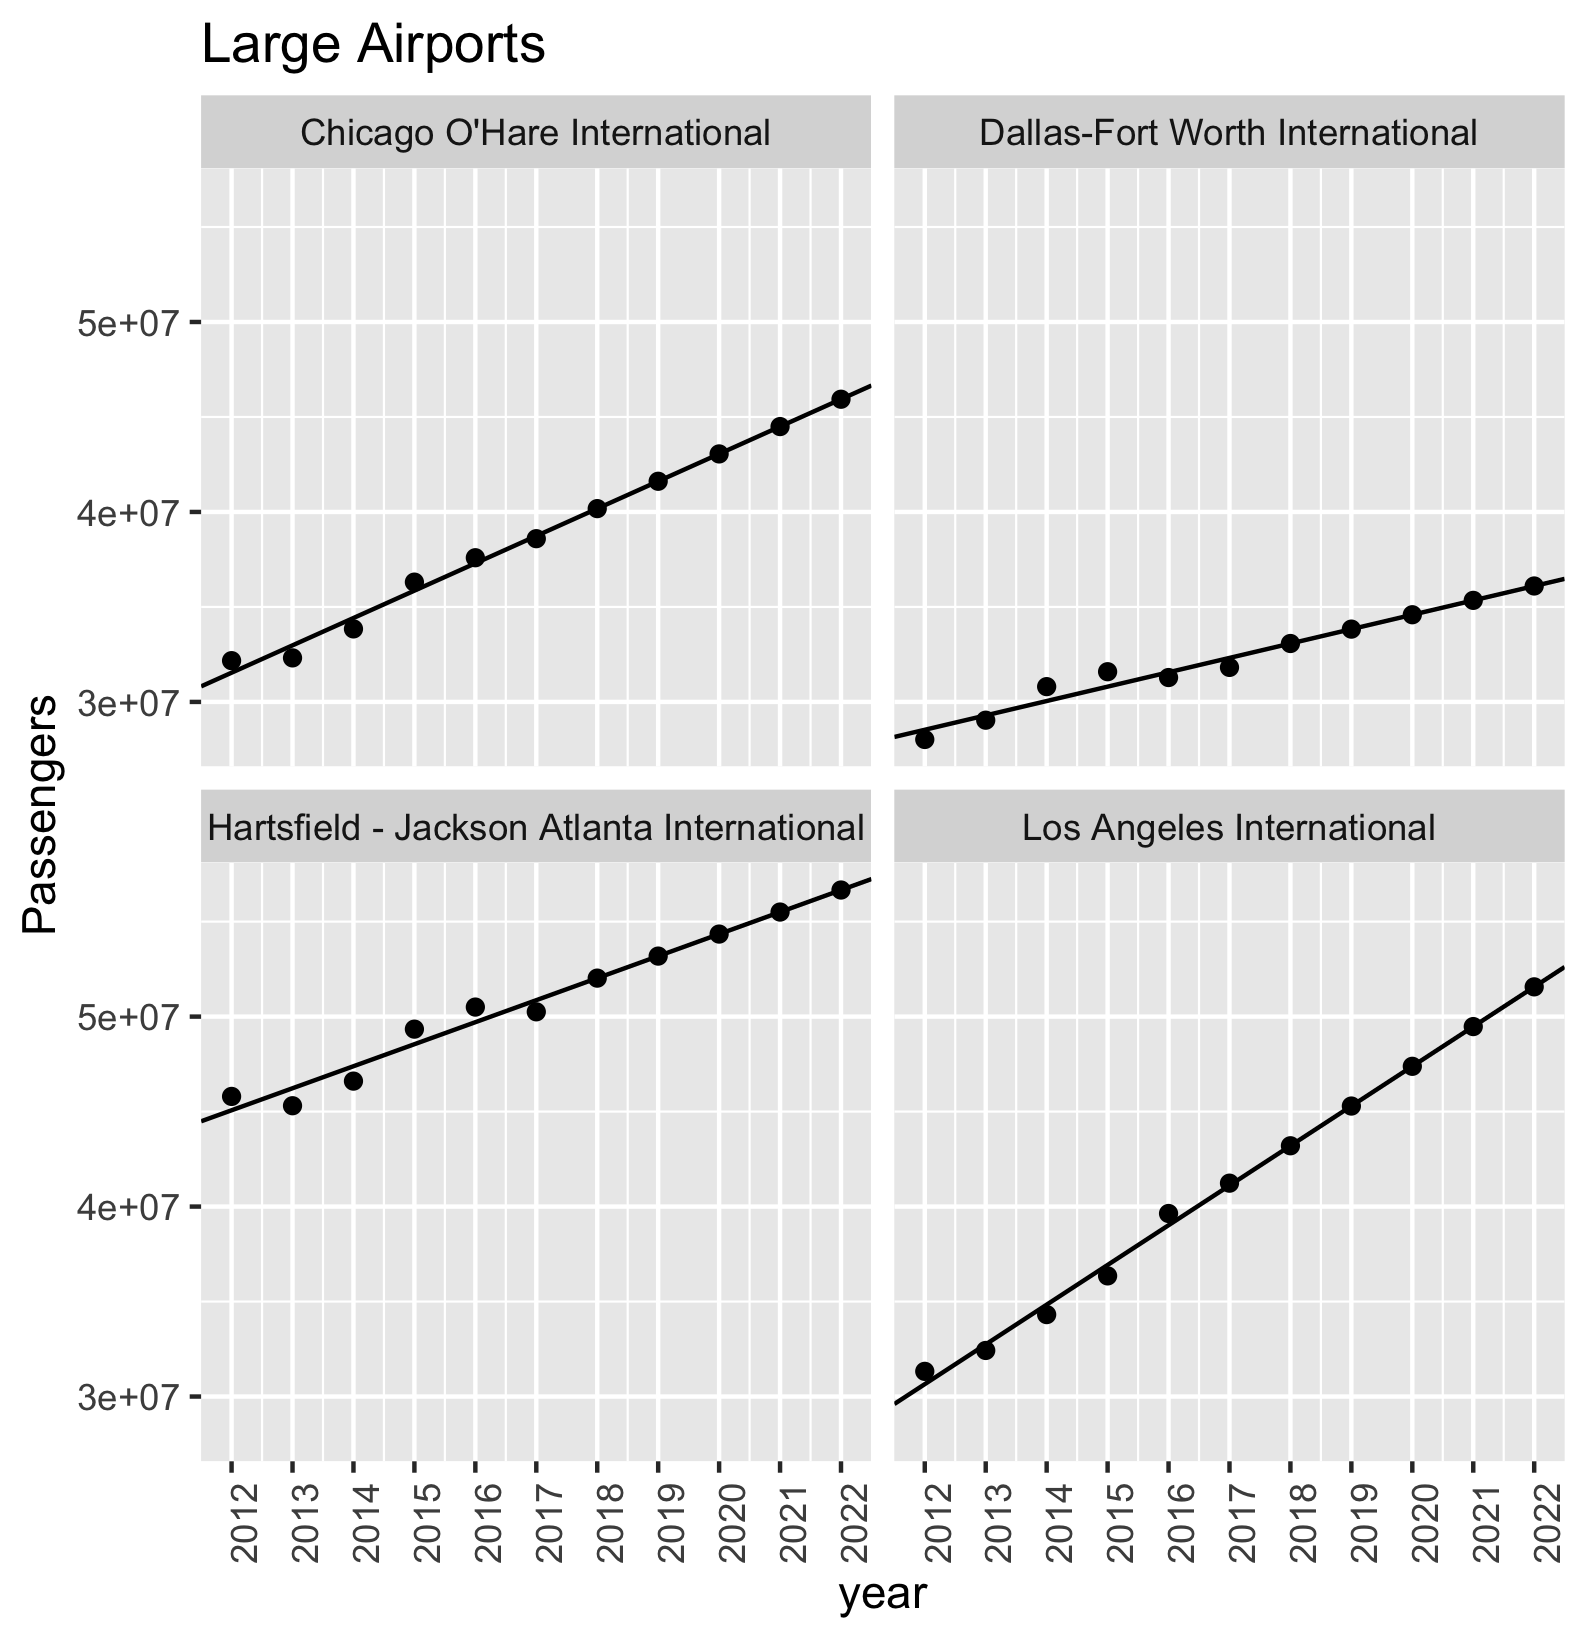 Large Airports
Chicago O'Hare International
Dallas-Fort Worth International
5e+07
4e+07
3e+07
Hartsfield - Jackson Atlanta International
Los Angeles International
5e+07
4e+07
3e+07
Passengers
2012
2013
2014
2015
2016
2017
2018
2019
2020
2021
2022
2012
2013
2014
2015
2016
2017
2018
2019
2020
2021
2022
year